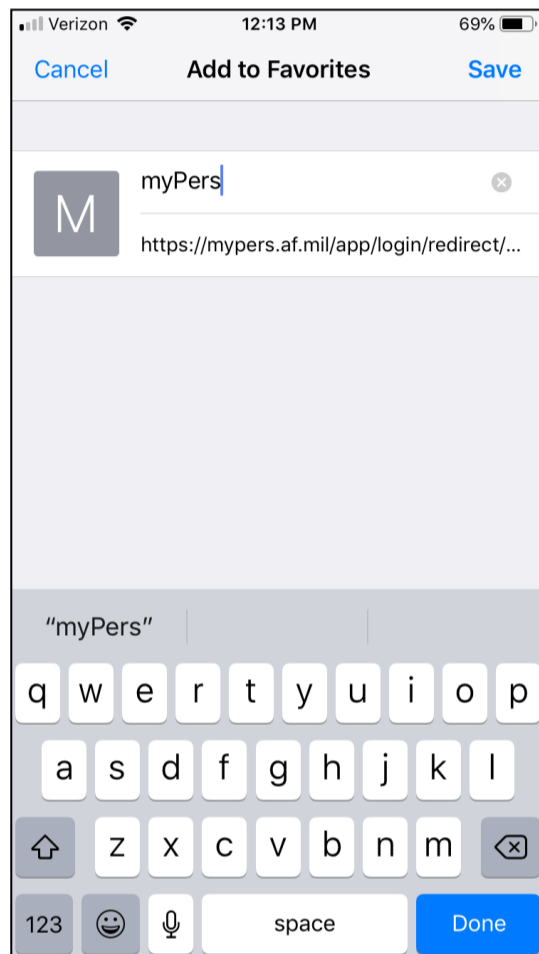 Verizon 12:13 PM 69%
Cancel Add to Favorites Save
M
myPers
https://mypers.af.mil/app/login/redirect/...
“myPers”
q w e r t y u i o p
a s d f g h j k l
z x c v b n m
123 space Done